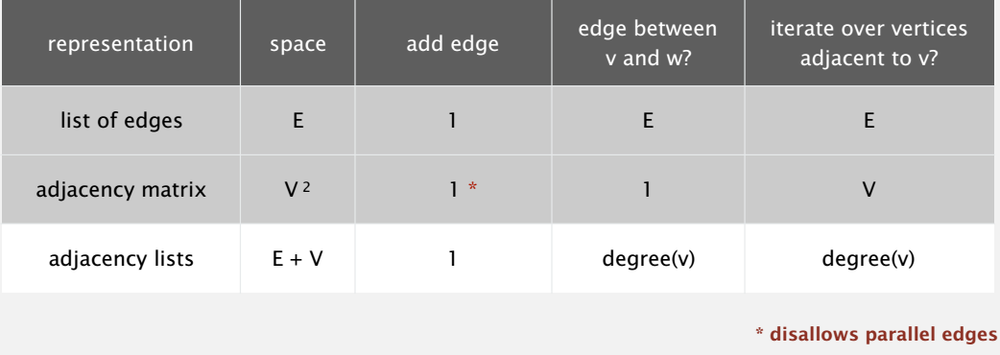 representation space add edge edge between v and w? iterate over vertices adjacent to v?
list of edges E 1 E E
adjacency matrix V² 1 * 1 V
adjacency lists E + V 1 degree(v) degree(v)
* disallows parallel edges